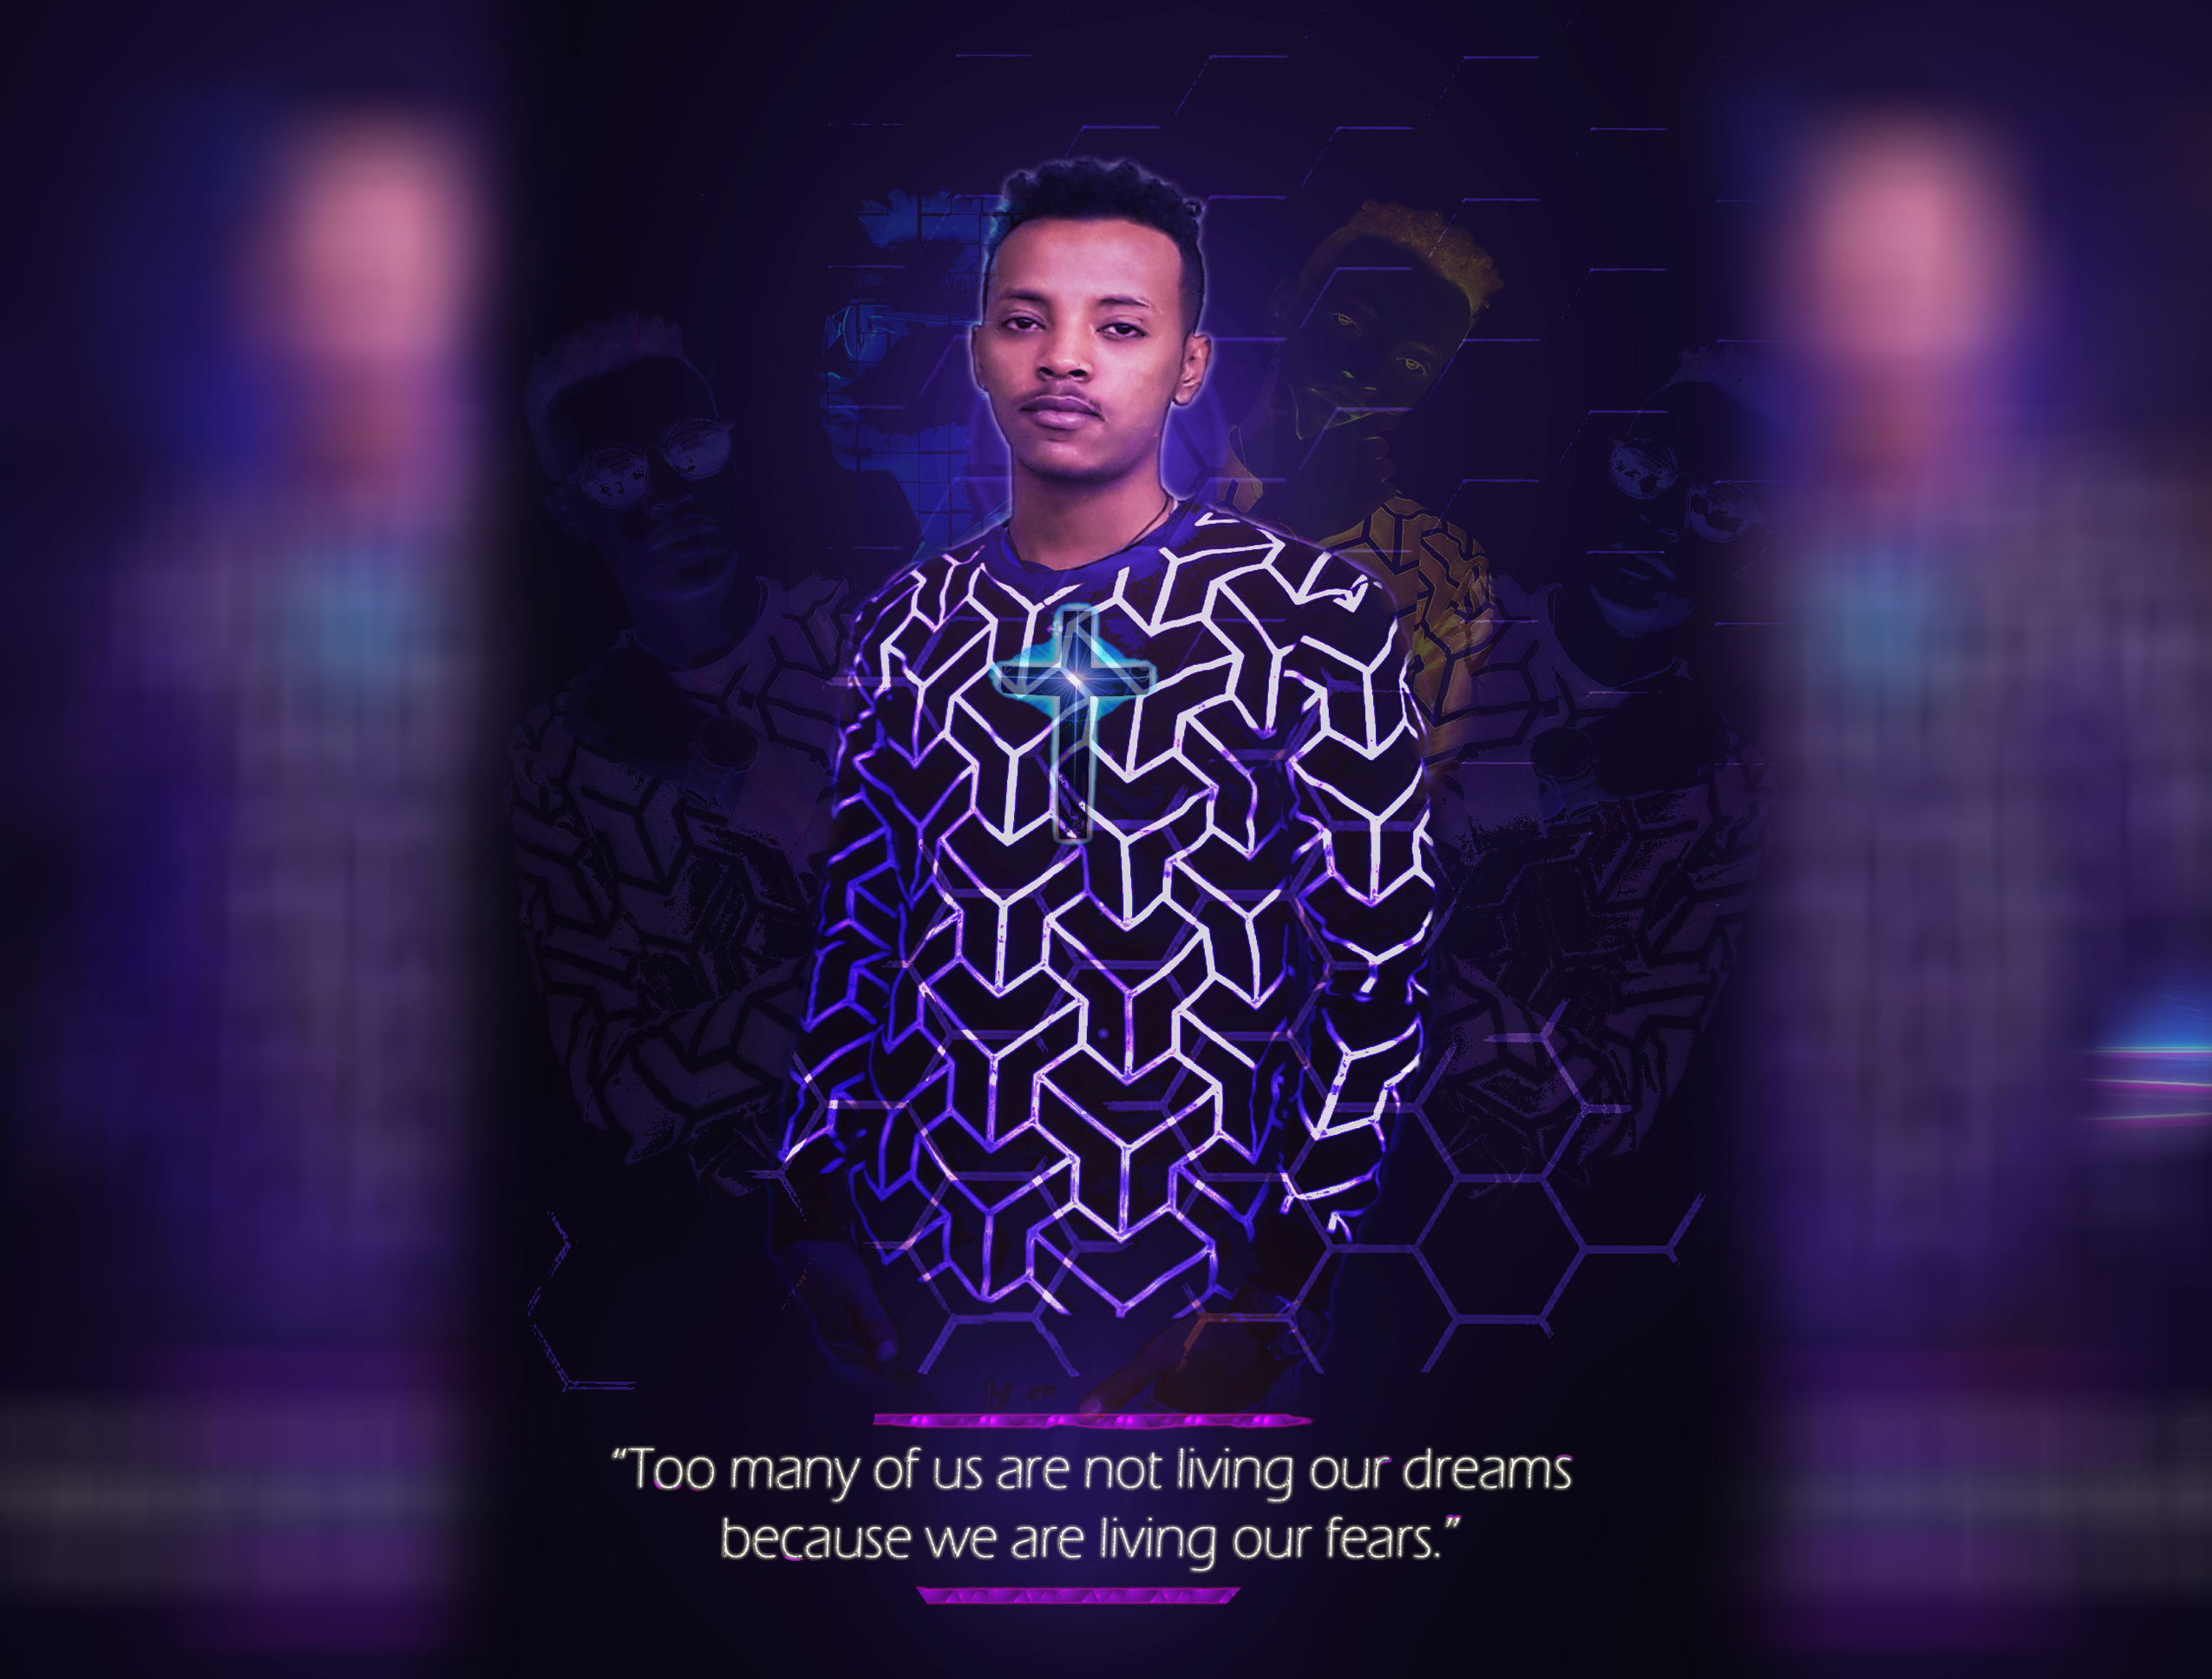 “Too many of us are not living our dreams
because we are living our fears.”